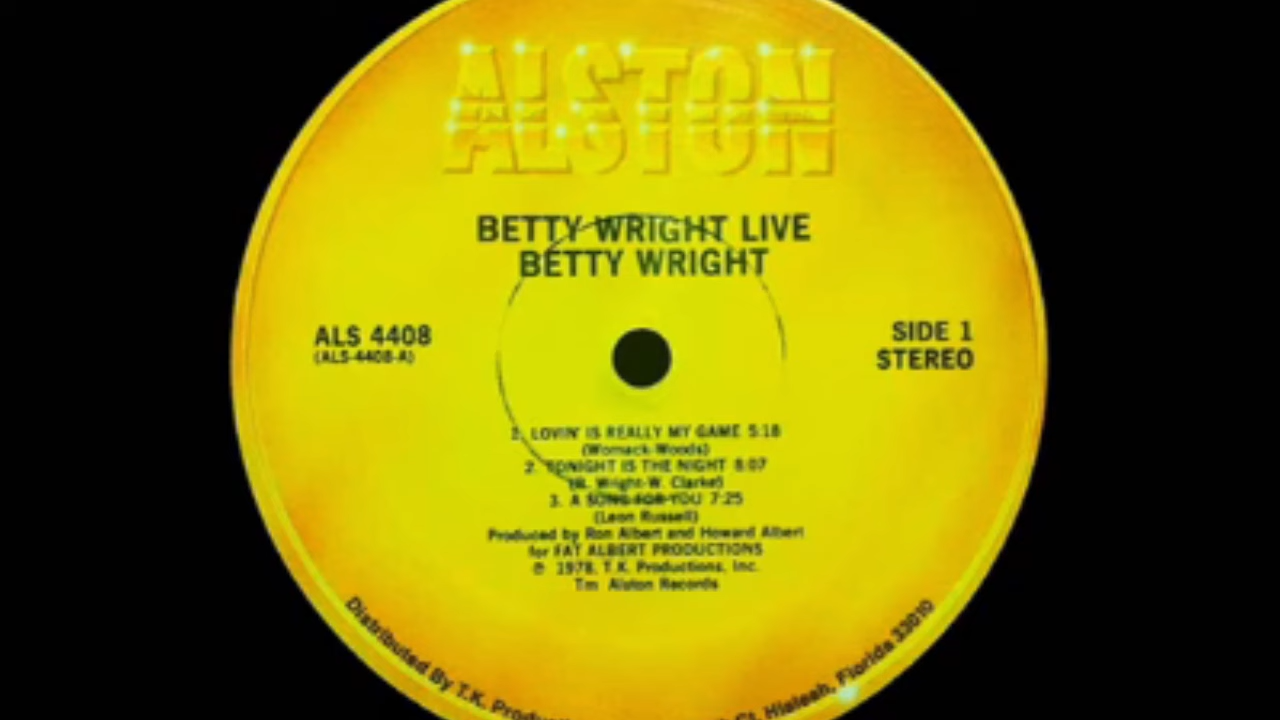 ALSTON
BETTY WRIGHT LIVE
BETTY WRIGHT
ALS 4408
(ALS-4408-A)
SIDE 1
STEREO
1. LOVIN' IS REALLY MY GAME 5:18
(Womack-Woods)
2. TONIGHT IS THE NIGHT 8:07
(B. Wright-W. Clarke)
3. A SONG FOR YOU 7:25
(Leon Russell)
Produced by Ron Albert and Howard Albert
for FAT ALBERT PRODUCTIONS
℗ 1978, T.K. Productions, Inc.
Tm Alston Records
Distributed By T.K. Ct. Hialeah, Florida 33010